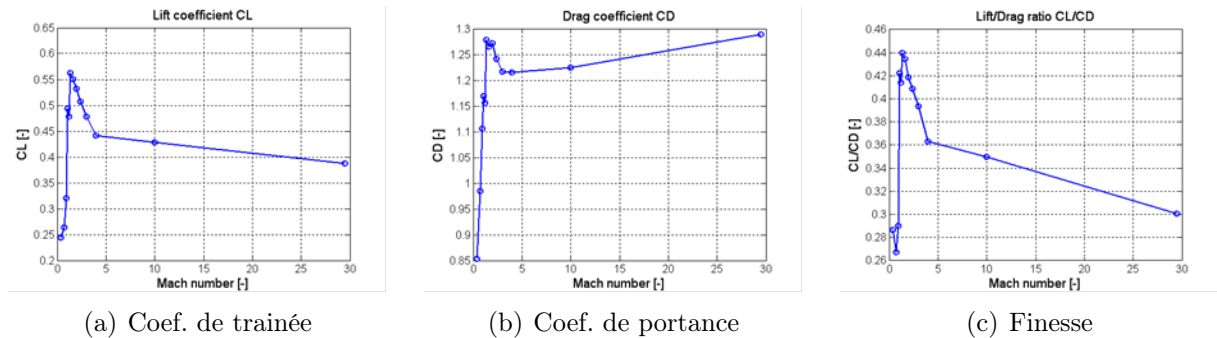 Lift coefficient CL
0.65
0.6
0.55
0.5
0.45
0.4
0.35
0.3
0.25
0.2
CL [-]
0 5 10 15 20 25 30
Mach number [-]
(a) Coef. de trainée
Drag coefficient CD
1.3
1.25
1.2
1.15
1.1
1.05
1
0.95
0.9
0.85
CD [-]
0 5 10 15 20 25 30
Mach number [-]
(b) Coef. de portance
Lift/Drag ratio CL/CD
0.46
0.44
0.42
0.4
0.38
0.36
0.34
0.32
0.3
0.28
0.26
CL/CD [-]
0 5 10 15 20 25 30
Mach number [-]
(c) Finesse